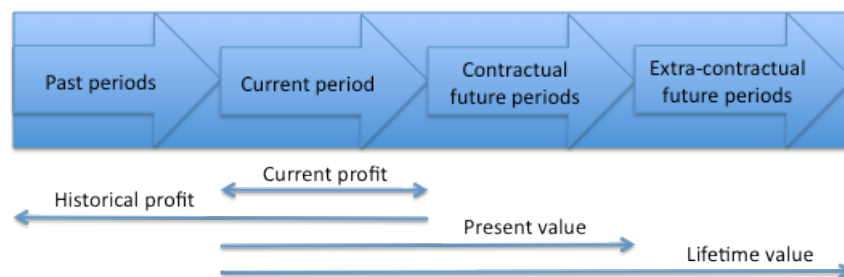 Past periods
Current period
Contractual
future periods
Extra-contractual
future periods
Current profit
Historical profit
Present value
Lifetime value